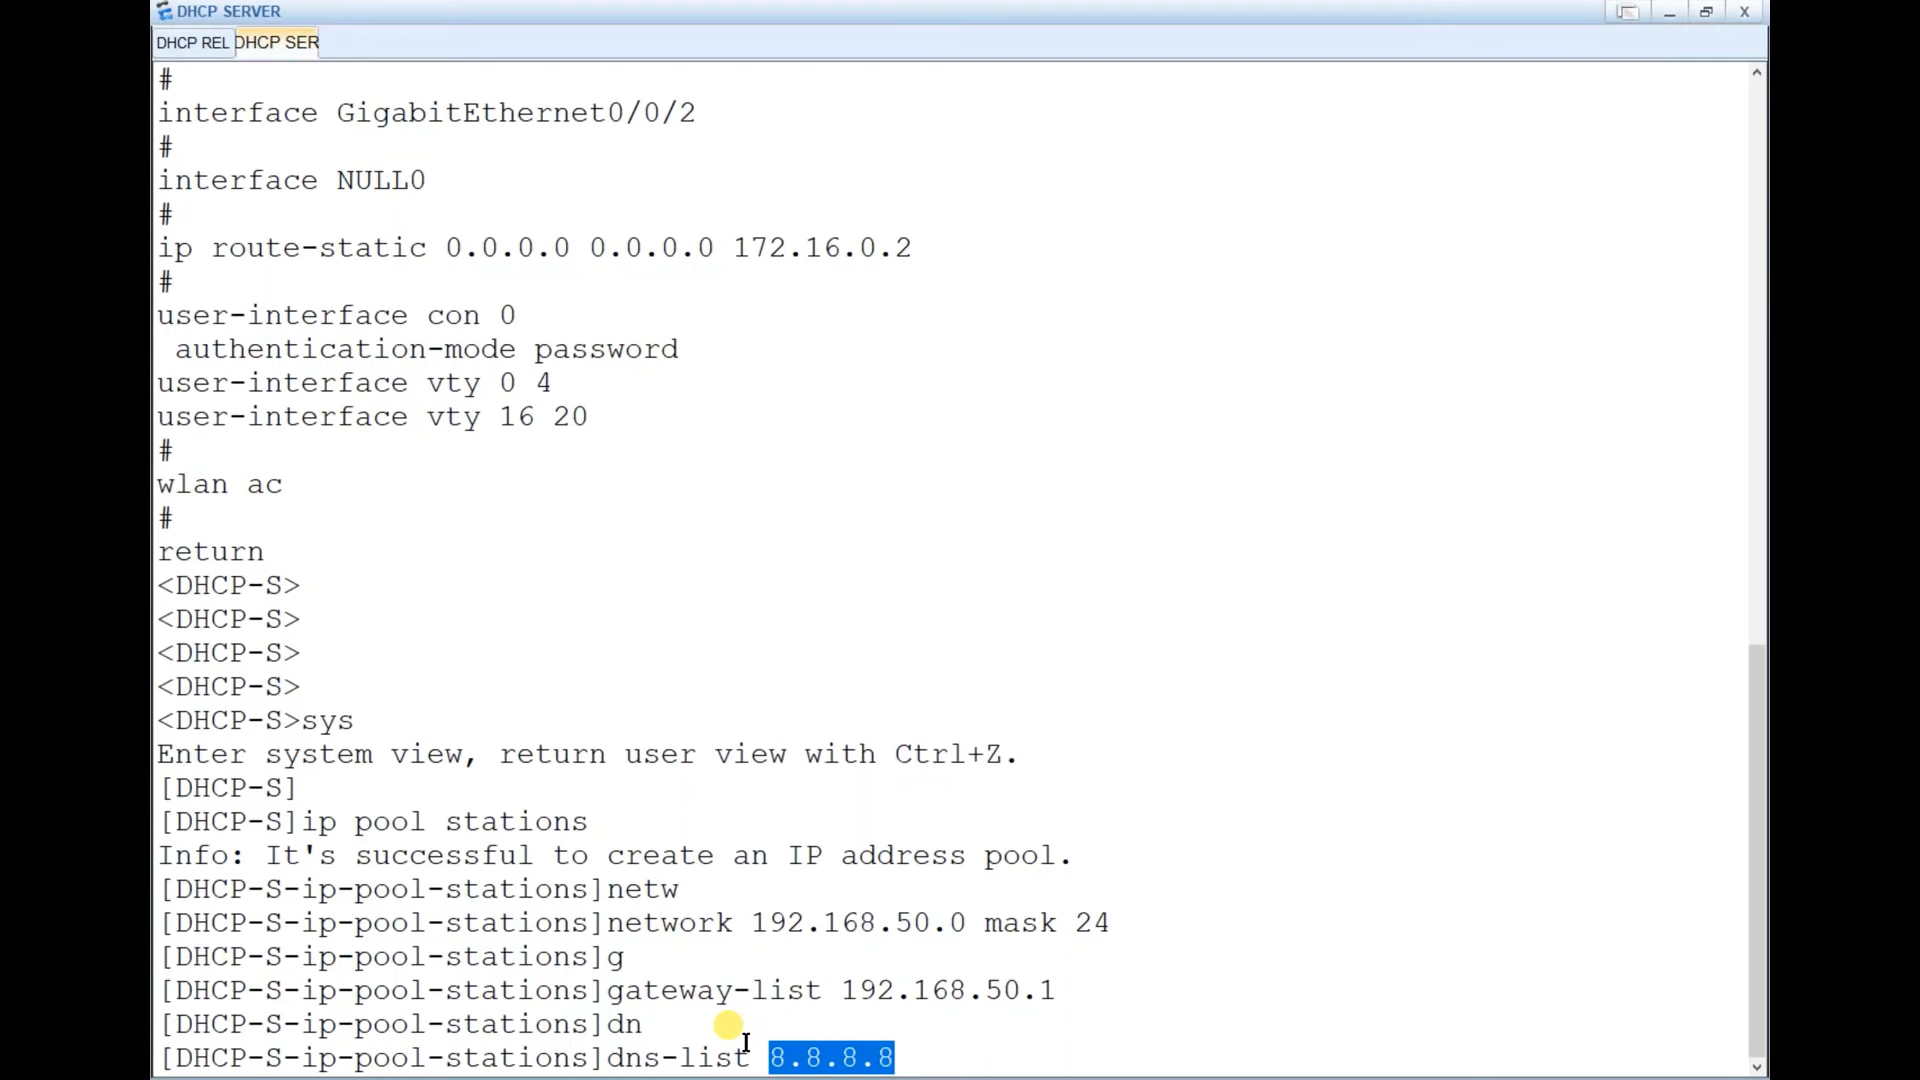 DHCP SERVER
DHCP REL DHCP SER
#
interface GigabitEthernet0/0/2
#
interface NULL0
#
ip route-static 0.0.0.0 0.0.0.0 172.16.0.2
#
user-interface con 0
 authentication-mode password
user-interface vty 0 4
user-interface vty 16 20
#
wlan ac
#
return
<DHCP-S>
<DHCP-S>
<DHCP-S>
<DHCP-S>
<DHCP-S>sys
Enter system view, return user view with Ctrl+Z.
[DHCP-S]
[DHCP-S]ip pool stations
Info: It's successful to create an IP address pool.
[DHCP-S-ip-pool-stations]netw
[DHCP-S-ip-pool-stations]network 192.168.50.0 mask 24
[DHCP-S-ip-pool-stations]g
[DHCP-S-ip-pool-stations]gateway-list 192.168.50.1
[DHCP-S-ip-pool-stations]dn
[DHCP-S-ip-pool-stations]dns-list 8.8.8.8